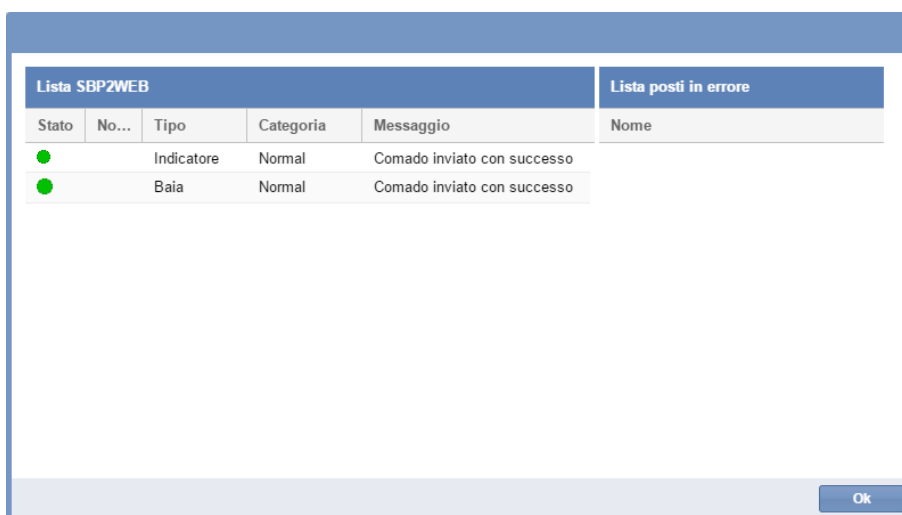 Lista SBP2WEB
Lista posti in errore
Stato No... Tipo Categoria Messaggio
Nome
Indicatore Normal Comado inviato con successo
Baia Normal Comado inviato con successo
Ok